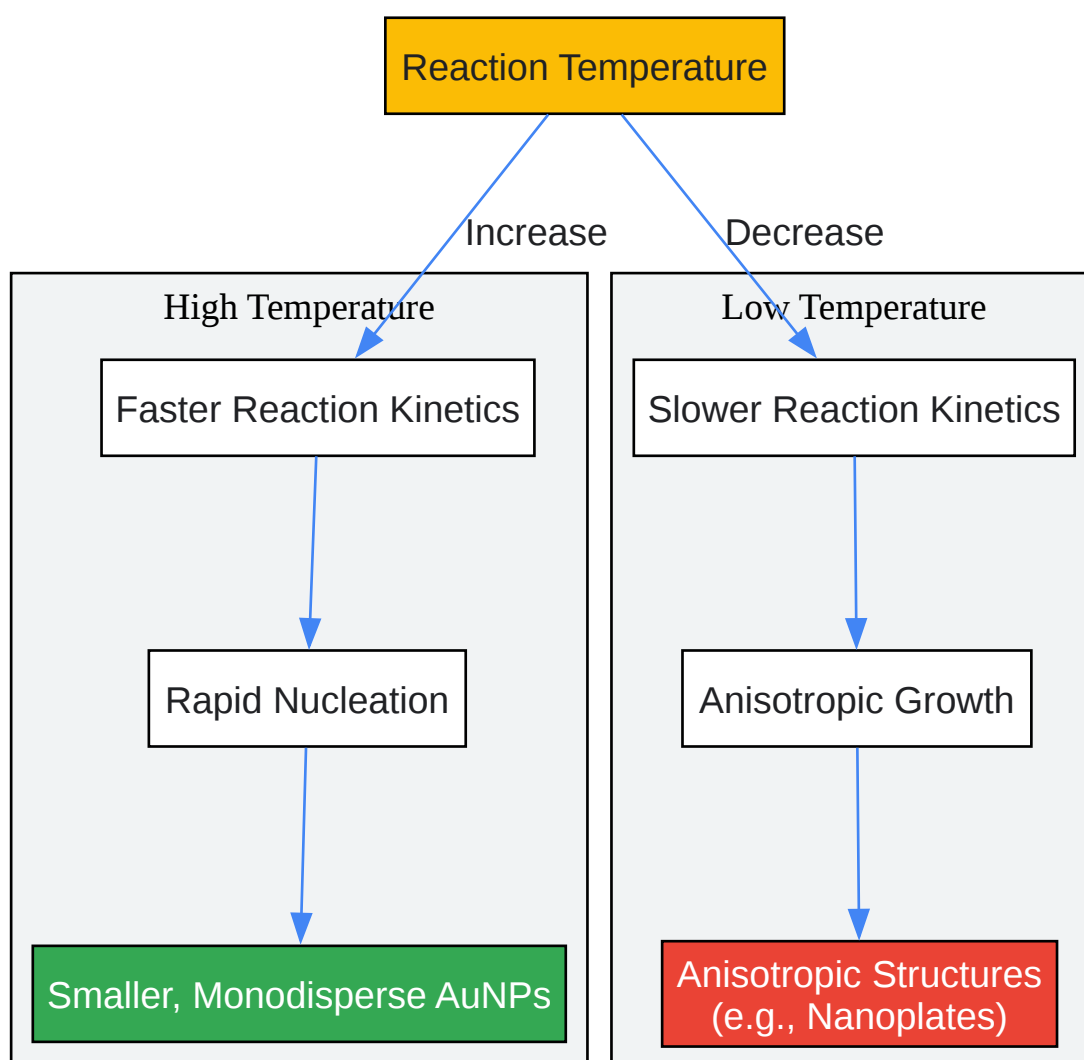 Reaction Temperature
Increase
Decrease
High Temperature
Low Temperature
Faster Reaction Kinetics
Slower Reaction Kinetics
Rapid Nucleation
Anisotropic Growth
Smaller, Monodisperse AuNPs
Anisotropic Structures
(e.g., Nanoplates)